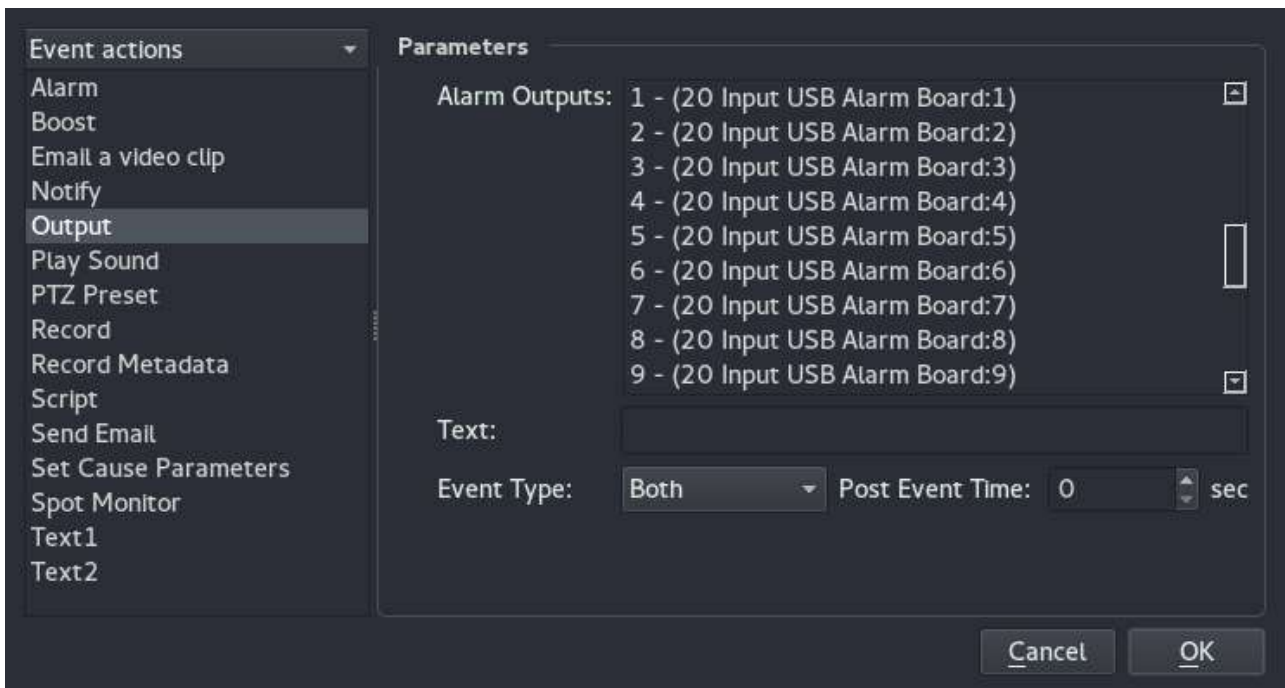 Event actions
Alarm
Boost
Email a video clip
Notify
Output
Play Sound
PTZ Preset
Record
Record Metadata
Script
Send Email
Set Cause Parameters
Spot Monitor
Text1
Text2
Parameters
Alarm Outputs:
1 - (20 Input USB Alarm Board:1)
2 - (20 Input USB Alarm Board:2)
3 - (20 Input USB Alarm Board:3)
4 - (20 Input USB Alarm Board:4)
5 - (20 Input USB Alarm Board:5)
6 - (20 Input USB Alarm Board:6)
7 - (20 Input USB Alarm Board:7)
8 - (20 Input USB Alarm Board:8)
9 - (20 Input USB Alarm Board:9)
Text:
Event Type: Both Post Event Time: 0 sec
Cancel OK